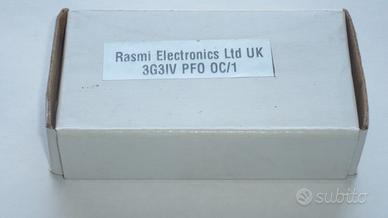 Rasmi Electronics Ltd UK
3G3IV PFO OC/1
subito